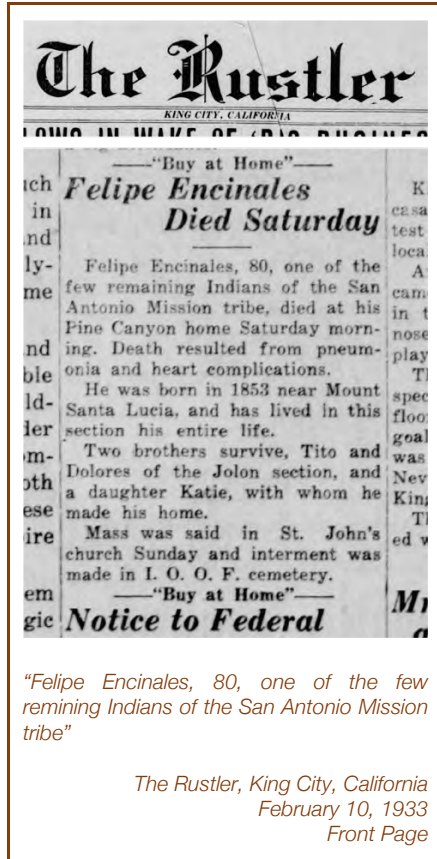 The Rustler
KING CITY, CALIFORNIA
"Buy at Home"
Felipe Encinales
Died Saturday
Felipe Encinales, 80, one of the
few remaining Indians of the San
Antonio Mission tribe, died at his
Pine Canyon home Saturday morn-
ing. Death resulted from pneum-
onia and heart complications.
He was born in 1853 near Mount
Santa Lucia, and has lived in this
section his entire life.
Two brothers survive, Tito and
Dolores of the Jolon section, and
a daughter Katie, with whom he
made his home.
Mass was said in St. John's
church Sunday and interment was
made in I. O. O. F. cemetery.
"Buy at Home"
Notice to Federal
"Felipe Encinales, 80, one of the few
remining Indians of the San Antonio Mission
tribe"
The Rustler, King City, California
February 10, 1933
Front Page